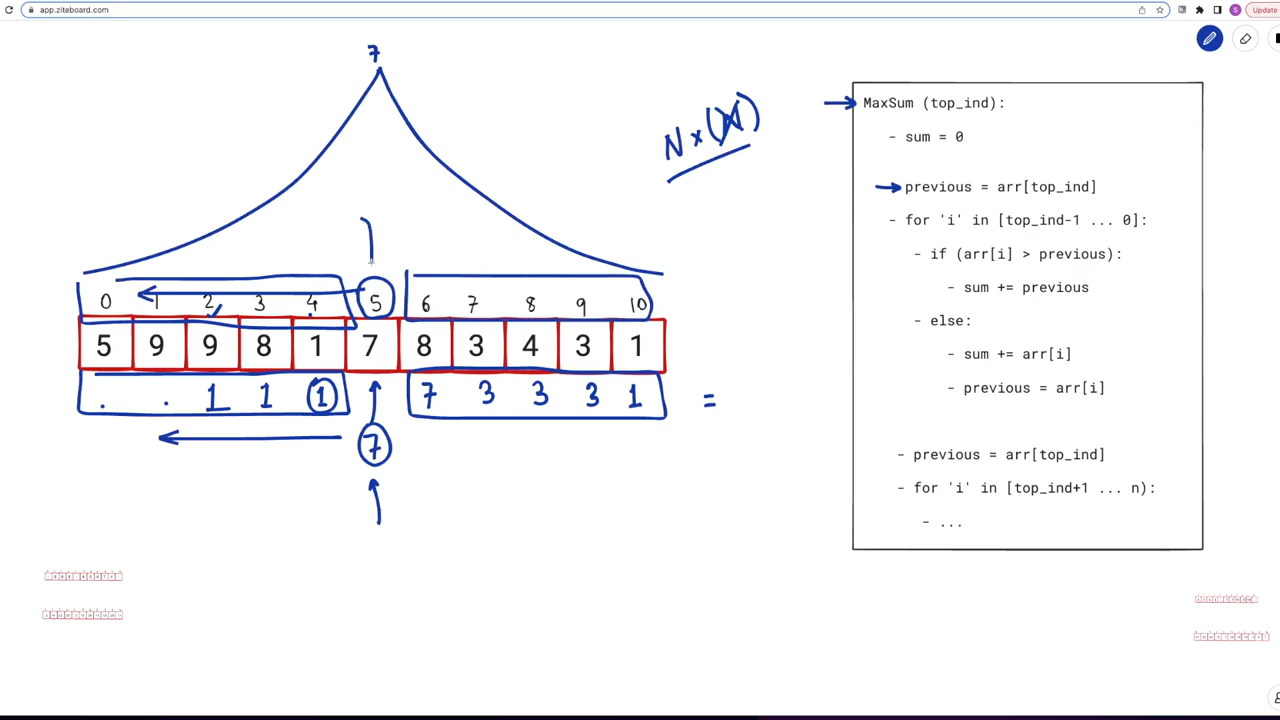 app.ziteboard.com
S
Update
7
N x (N)
0 1 2 3 4 5 6 7 8 9 10
5 9 9 8 1 7 8 3 4 3 1
. . 1 1 1 7 3 3 3 1 =
7
MaxSum (top_ind):
- sum = 0
previous = arr[top_ind]
- for 'i' in [top_ind-1 ... 0]:
- if (arr[i] > previous):
- sum += previous
- else:
- sum += arr[i]
- previous = arr[i]
- previous = arr[top_ind]
- for 'i' in [top_ind+1 ... n):
- ...